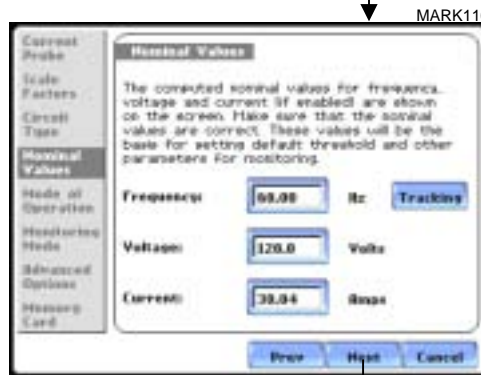 MARK11
Current
Probe
Scale
Factors
Circuit
Type
Nominal
Values
Mode of
Operation
Monitoring
Mode
Advanced
Options
Memory
Card
Nominal Values
The computed nominal values for frequency,
voltage and current (if enabled) are shown
on the screen. Make sure that the nominal
values are correct. These values will be the
basis for setting default threshold and other
parameters for monitoring.
Frequency: 60.00 Hz Tracking
Voltage: 120.0 Volts
Current: 30.04 Amps
Prev Next Cancel